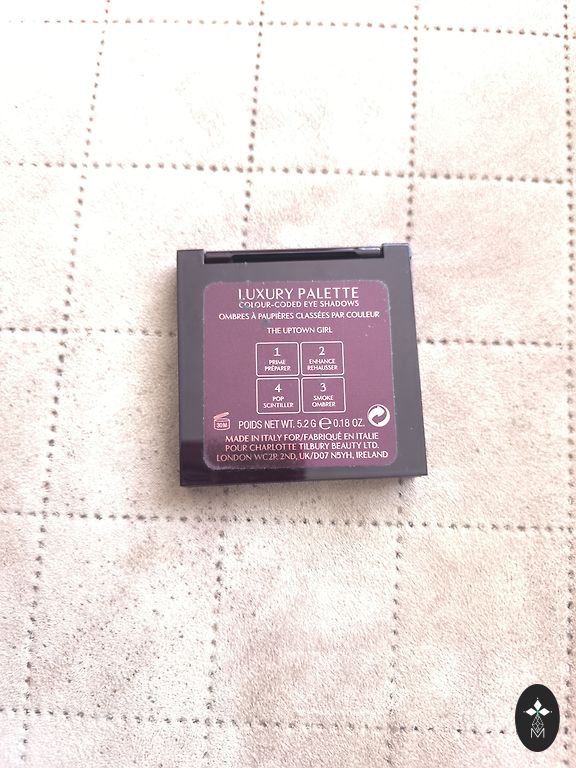 LUXURY PALETTE
COLOUR-CODED EYE SHADOWS
OMBRES À PAUPIÈRES CLASSÉES PAR COULEUR
THE UPTOWN GIRL
1
PRIME
PRÉPARER
2
ENHANCE
REHAUSSER
4
POP
SCINTILLER
3
SMOKE
OMBRER
30M
POIDS NET WT. 5.2 G ℮ 0.18 OZ.
MADE IN ITALY FOR/FABRIQUÉ EN ITALIE
POUR CHARLOTTE TILBURY BEAUTY LTD.
LONDON WC2R 2ND, UK/D07 N5YH, IRELAND
M